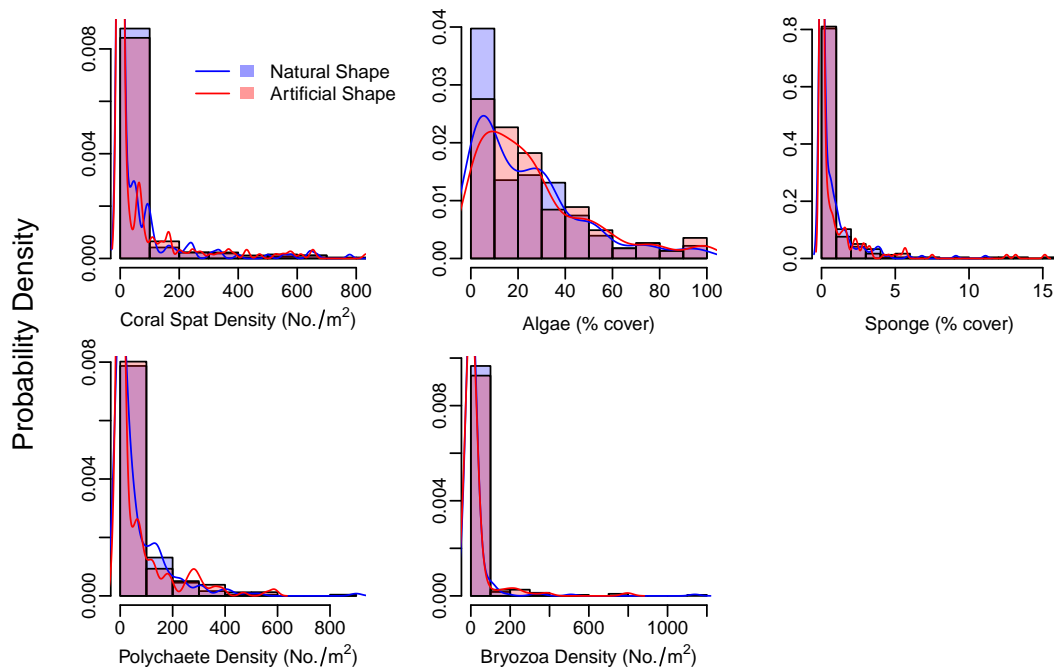 Probability Density
0.000 0.004 0.008
Natural Shape
Artificial Shape
0 200 400 600 800
Coral Spat Density (No./m²)
0.00 0.01 0.02 0.03 0.04
0 20 40 60 80 100
Algae (% cover)
0.0 0.2 0.4 0.6 0.8
0 5 10 15
Sponge (% cover)
0.000 0.004 0.008
0 200 400 600 800
Polychaete Density (No./m²)
0.000 0.004 0.008
0 200 600 1000
Bryozoa Density (No./m²)